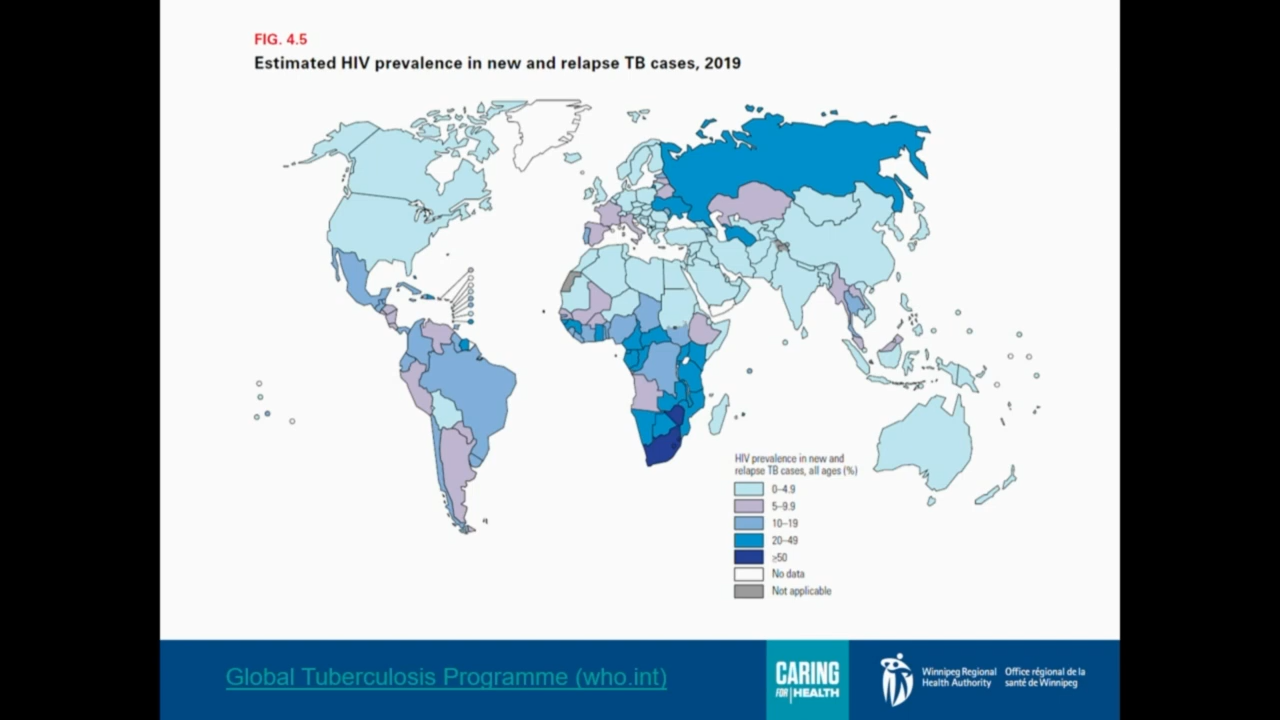 FIG. 4.5
Estimated HIV prevalence in new and relapse TB cases, 2019
HIV prevalence in new and
relapse TB cases, all ages (%)
0–4.9
5–9.9
10–19
20–49
≥50
No data
Not applicable
Global Tuberculosis Programme (who.int)
CARING
FOR HEALTH
Winnipeg Regional
Health Authority
Office régional de la
santé de Winnipeg